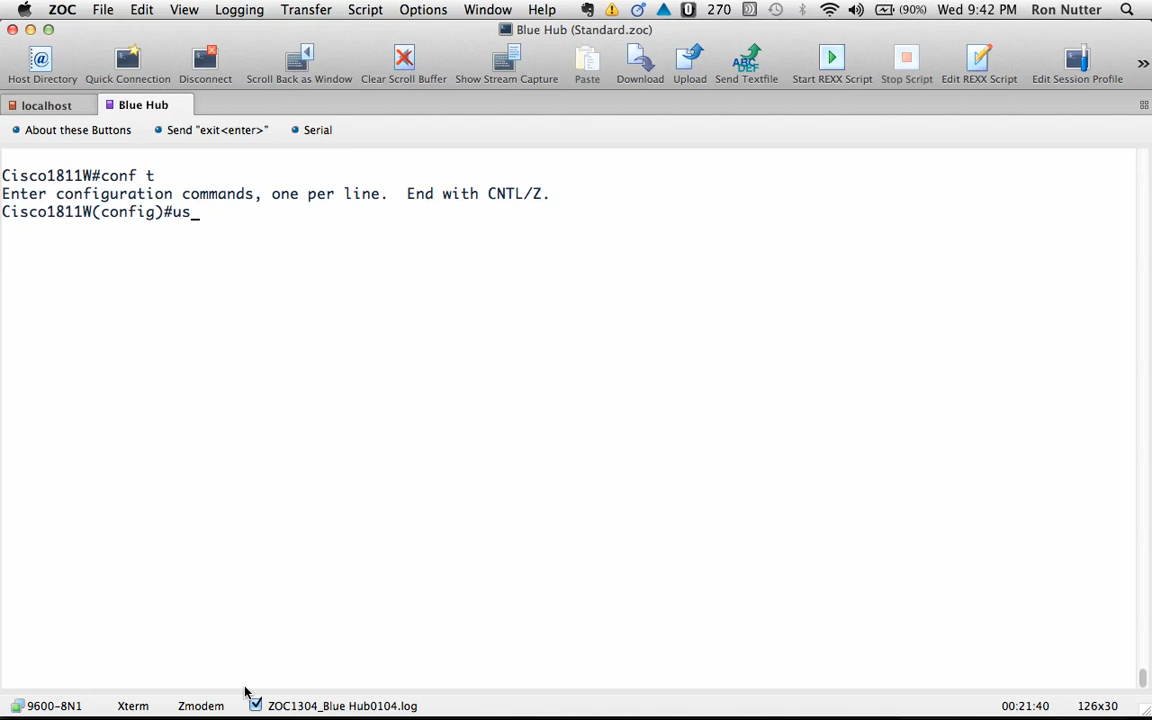 ZOC File Edit View Logging Transfer Script Options Window Help 270 (90%) Wed 9:42 PM Ron Nutter
Blue Hub (Standard.zoc)
Host Directory Quick Connection Disconnect Scroll Back as Window Clear Scroll Buffer Show Stream Capture Paste Download Upload Send Textfile Start REXX Script Stop Script Edit REXX Script Edit Session Profile »
localhost Blue Hub
About these Buttons Send "exit<enter>" Serial
Cisco1811W#conf t
Enter configuration commands, one per line. End with CNTL/Z.
Cisco1811W(config)#us_
9600-8N1 Xterm Zmodem ZOC1304_Blue Hub0104.log 00:21:40 126x30